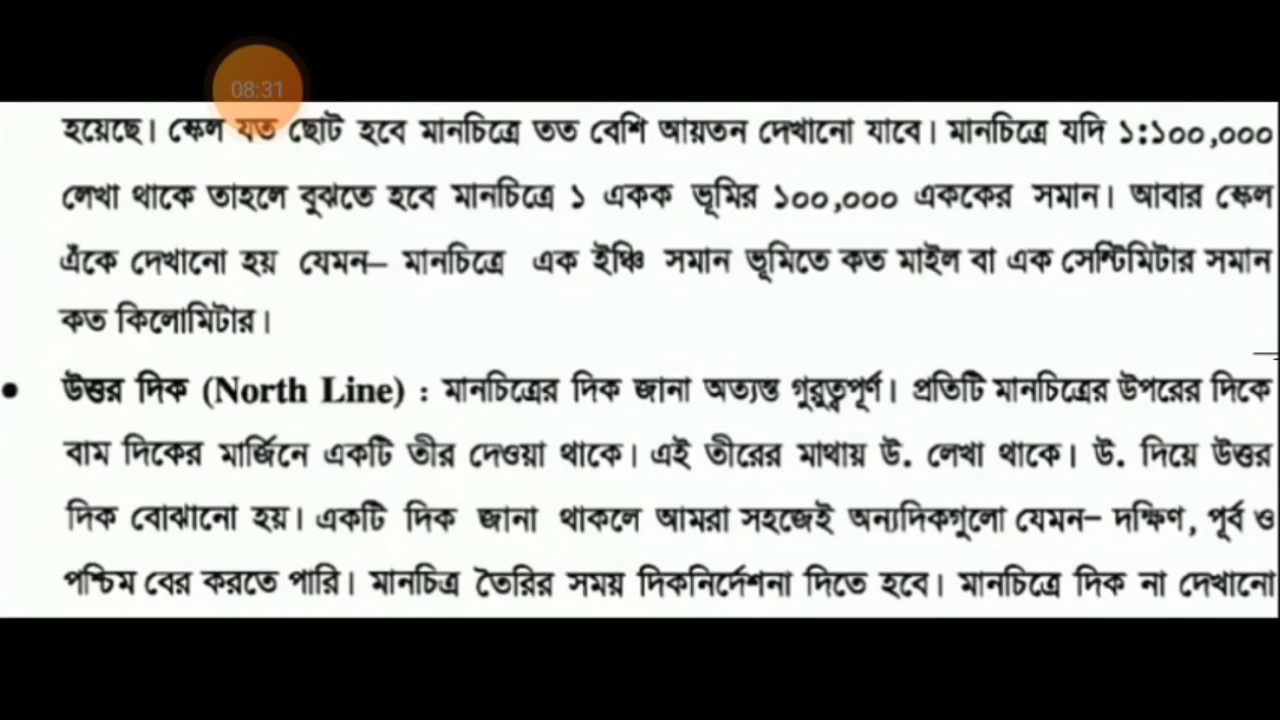 08:31
হয়েছে। স্কেল যত ছোট হবে মানচিত্রে তত বেশি আয়তন দেখানো যাবে। মানচিত্রে যদি ১:১০০,০০০
লেখা থাকে তাহলে বুঝতে হবে মানচিত্রে ১ একক ভূমির ১০০,০০০ এককের সমান। আবার স্কেল
এঁকে দেখানো হয় যেমন– মানচিত্রে এক ইঞ্চি সমান ভূমিতে কত মাইল বা এক সেন্টিমিটার সমান
কত কিলোমিটার।
• উত্তর দিক (North Line) : মানচিত্রের দিক জানা অত্যন্ত গুরুত্বপূর্ণ। প্রতিটি মানচিত্রের উপরের দিকে
বাম দিকের মার্জিনে একটি তীর দেওয়া থাকে। এই তীরের মাথায় উ. লেখা থাকে। উ. দিয়ে উত্তর
দিক বোঝানো হয়। একটি দিক জানা থাকলে আমরা সহজেই অন্যদিকগুলো যেমন– দক্ষিণ, পূর্ব ও
পশ্চিম বের করতে পারি। মানচিত্র তৈরির সময় দিকনির্দেশনা দিতে হবে। মানচিত্রে দিক না দেখানো